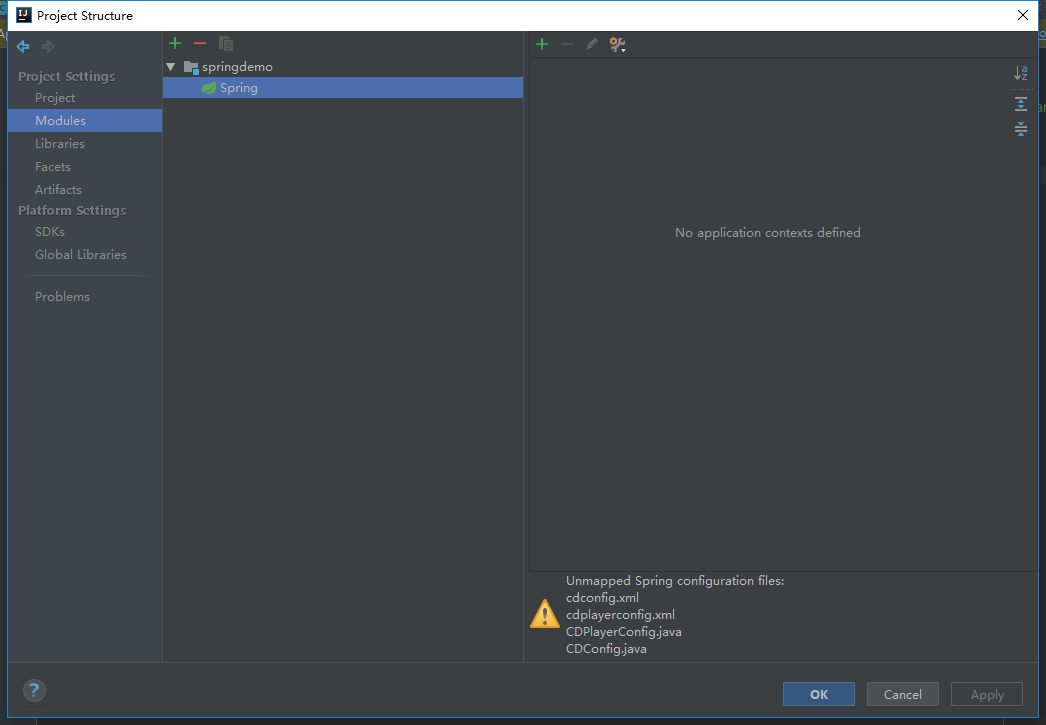 Project Structure
Project Settings
Project
Modules
Libraries
Facets
Artifacts
Platform Settings
SDKs
Global Libraries
Problems
springdemo
Spring
No application contexts defined
Unmapped Spring configuration files:
cdconfig.xml
cdplayerconfig.xml
CDPlayerConfig.java
CDConfig.java
?
OK
Cancel
Apply